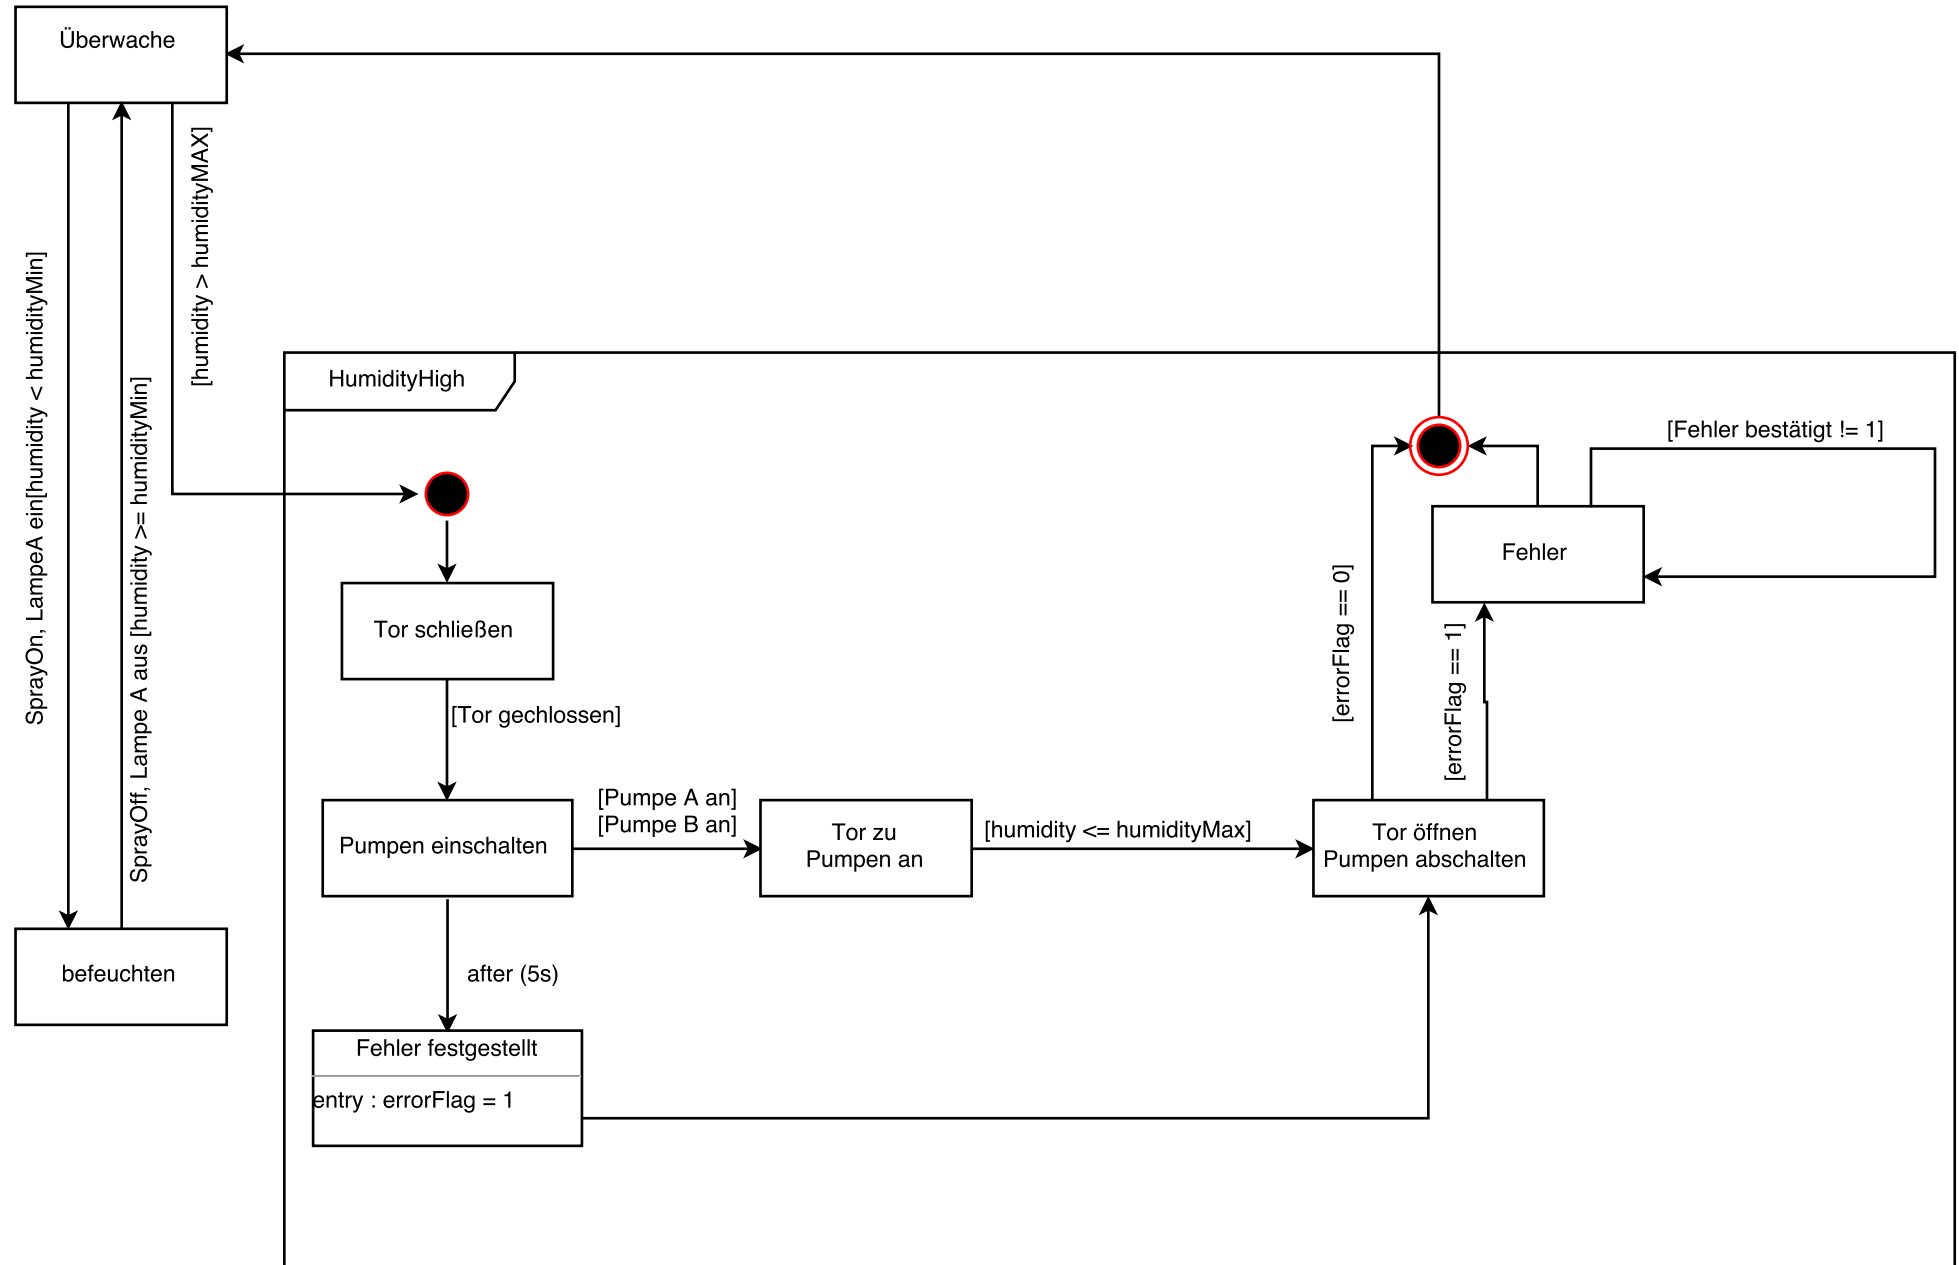 Überwache
[humidity > humidityMAX]
SprayOn, LampeA ein[humidity < humidityMin]
SprayOff, Lampe A aus [humidity >= humidityMin]
befeuchten
HumidityHigh
Tor schließen
[Tor gechlossen]
Pumpen einschalten
[Pumpe A an]
[Pumpe B an]
Tor zu
Pumpen an
[humidity <= humidityMax]
Tor öffnen
Pumpen abschalten
after (5s)
Fehler festgestellt
entry : errorFlag = 1
[errorFlag == 0]
[errorFlag == 1]
Fehler
[Fehler bestätigt != 1]